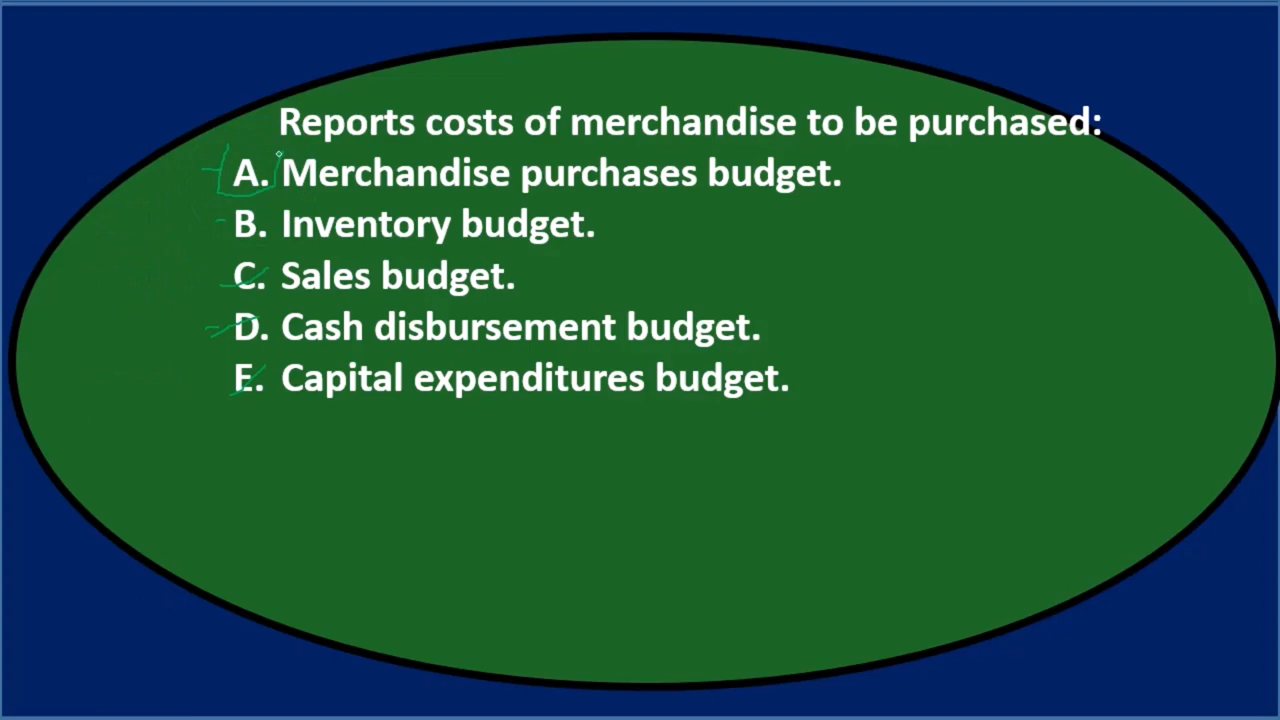 Reports costs of merchandise to be purchased:
A. Merchandise purchases budget.
B. Inventory budget.
C. Sales budget.
D. Cash disbursement budget.
E. Capital expenditures budget.